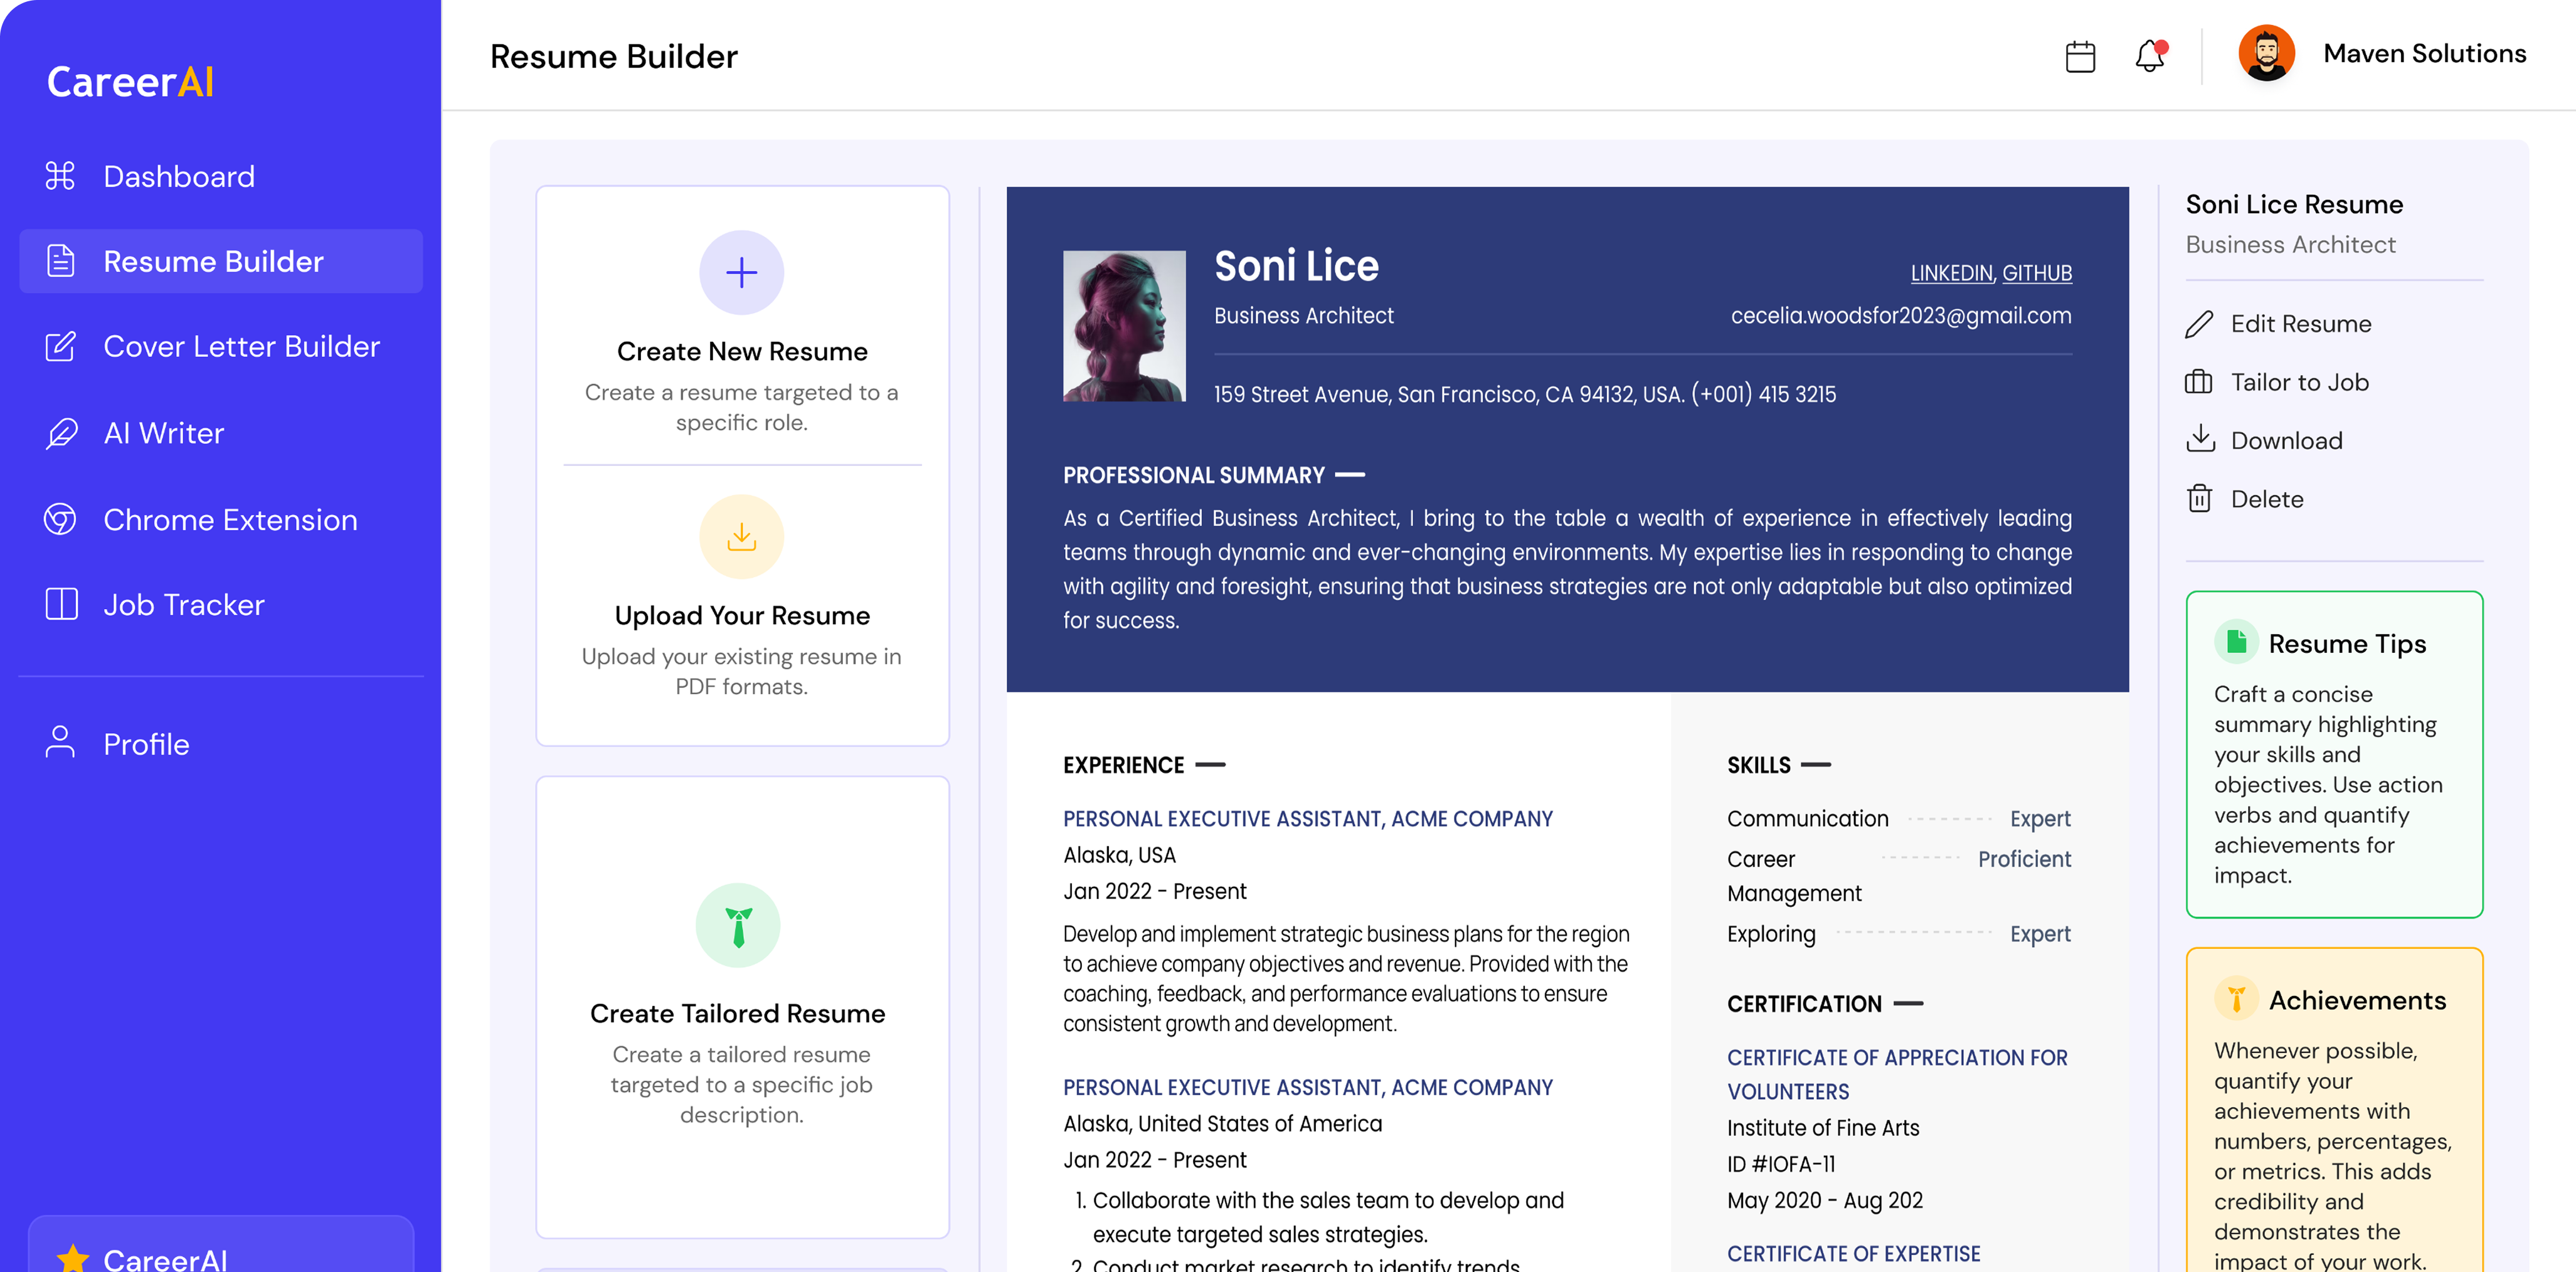 CareerAI
Dashboard
Resume Builder
Cover Letter Builder
AI Writer
Chrome Extension
Job Tracker
Profile
CareerAI
Resume Builder
Maven Solutions
Create New Resume
Create a resume targeted to a
specific role.
Upload Your Resume
Upload your existing resume in
PDF formats.
Create Tailored Resume
Create a tailored resume
targeted to a specific job
description.
Soni Lice
LINKEDIN, GITHUB
Business Architect
cecelia.woodsfor2023@gmail.com
159 Street Avenue, San Francisco, CA 94132, USA. (+001) 415 3215
PROFESSIONAL SUMMARY
As a Certified Business Architect, I bring to the table a wealth of experience in effectively leading
teams through dynamic and ever-changing environments. My expertise lies in responding to change
with agility and foresight, ensuring that business strategies are not only adaptable but also optimized
for success.
EXPERIENCE
PERSONAL EXECUTIVE ASSISTANT, ACME COMPANY
Alaska, USA
Jan 2022 - Present
Develop and implement strategic business plans for the region
to achieve company objectives and revenue. Provided with the
coaching, feedback, and performance evaluations to ensure
consistent growth and development.
PERSONAL EXECUTIVE ASSISTANT, ACME COMPANY
Alaska, United States of America
Jan 2022 - Present
1. Collaborate with the sales team to develop and
execute targeted sales strategies.
2. Conduct market research to identify trends
SKILLS
Communication Expert
Career Proficient
Management
Exploring Expert
CERTIFICATION
CERTIFICATE OF APPRECIATION FOR
VOLUNTEERS
Institute of Fine Arts
ID #IOFA-11
May 2020 - Aug 202
CERTIFICATE OF EXPERTISE
Soni Lice Resume
Business Architect
Edit Resume
Tailor to Job
Download
Delete
Resume Tips
Craft a concise
summary highlighting
your skills and
objectives. Use action
verbs and quantify
achievements for
impact.
Achievements
Whenever possible,
quantify your
achievements with
numbers, percentages,
or metrics. This adds
credibility and
demonstrates the
impact of your work.